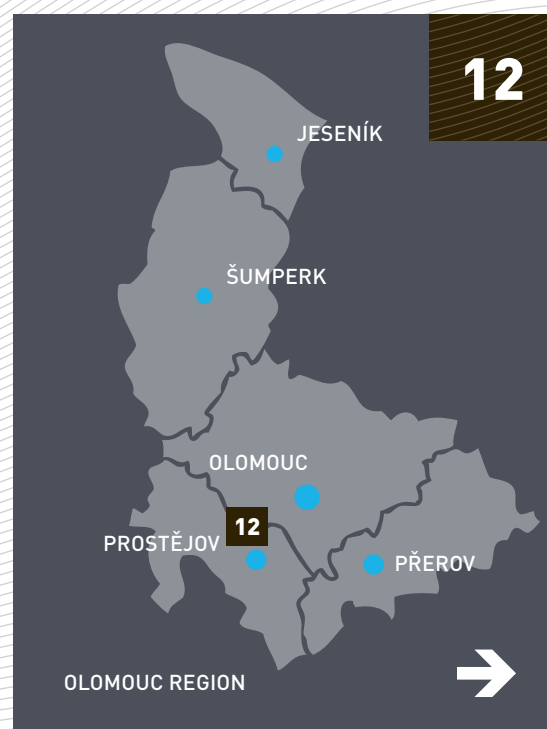 12
JESENÍK
ŠUMPERK
OLOMOUC
12
PROSTĚJOV
PŘEROV
OLOMOUC REGION